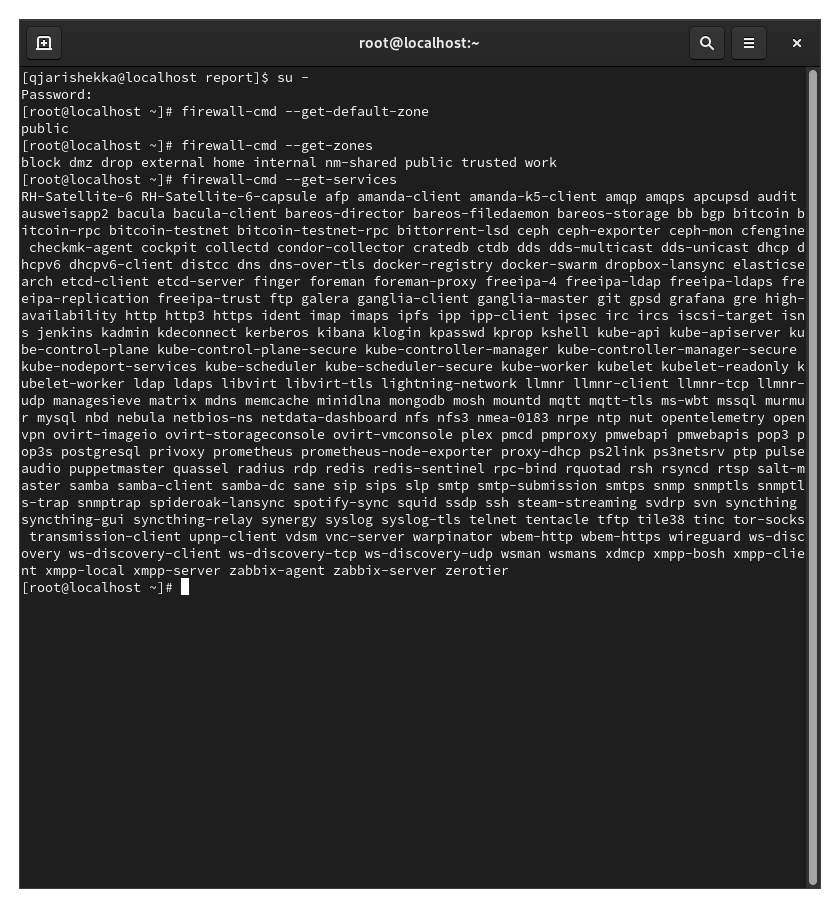 root@localhost:~
[qjarishekka@localhost report]$ su -
Password:
[root@localhost ~]# firewall-cmd --get-default-zone
public
[root@localhost ~]# firewall-cmd --get-zones
block dmz drop external home internal nm-shared public trusted work
[root@localhost ~]# firewall-cmd --get-services
RH-Satellite-6 RH-Satellite-6-capsule afp amanda-client amanda-k5-client amqp amqps apcupsd audit
ausweisapp2 bacula bacula-client bareos-director bareos-filedaemon bareos-storage bb bgp bitcoin b
itcoin-rpc bitcoin-testnet bitcoin-testnet-rpc bittorrent-lsd ceph ceph-exporter ceph-mon cfengine
 checkmk-agent cockpit collectd condor-collector cratedb ctdb dds dds-multicast dds-unicast dhcp d
hcpv6 dhcpv6-client distcc dns dns-over-tls docker-registry docker-swarm dropbox-lansync elasticse
arch etcd-client etcd-server finger foreman foreman-proxy freeipa-4 freeipa-ldap freeipa-ldaps fre
eipa-replication freeipa-trust ftp galera ganglia-client ganglia-master git gpsd grafana gre high-
availability http http3 https ident imap imaps ipfs ipp ipp-client ipsec irc ircs iscsi-target isn
s jenkins kadmin kdeconnect kerberos kibana klogin kpasswd kprop kshell kube-api kube-apiserver ku
be-control-plane kube-control-plane-secure kube-controller-manager kube-controller-manager-secure
kube-nodeport-services kube-scheduler kube-scheduler-secure kube-worker kubelet kubelet-readonly k
ubelet-worker ldap ldaps libvirt libvirt-tls lightning-network llmnr llmnr-client llmnr-tcp llmnr-
udp managesieve matrix mdns memcache minidlna mongodb mosh mountd mqtt mqtt-tls ms-wbt mssql murmu
r mysql nbd nebula netbios-ns netdata-dashboard nfs nfs3 nmea-0183 nrpe ntp nut opentelemetry open
vpn ovirt-imageio ovirt-storageconsole ovirt-vmconsole plex pmcd pmproxy pmwebapi pmwebapis pop3 p
op3s postgresql privoxy prometheus prometheus-node-exporter proxy-dhcp ps2link ps3netsrv ptp pulse
audio puppetmaster quassel radius rdp redis redis-sentinel rpc-bind rquotad rsh rsyncd rtsp salt-m
aster samba samba-client samba-dc sane sip sips slp smtp smtp-submission smtps snmp snmptls snmptl
s-trap snmptrap spideroak-lansync spotify-sync squid ssdp ssh steam-streaming svdrp svn syncthing
syncthing-gui syncthing-relay synergy syslog syslog-tls telnet tentacle tftp tile38 tinc tor-socks
 transmission-client upnp-client vdsm vnc-server warpinator wbem-http wbem-https wireguard ws-disc
overy ws-discovery-client ws-discovery-tcp ws-discovery-udp wsman wsmans xdmcp xmpp-bosh xmpp-clie
nt xmpp-local xmpp-server zabbix-agent zabbix-server zerotier
[root@localhost ~]#